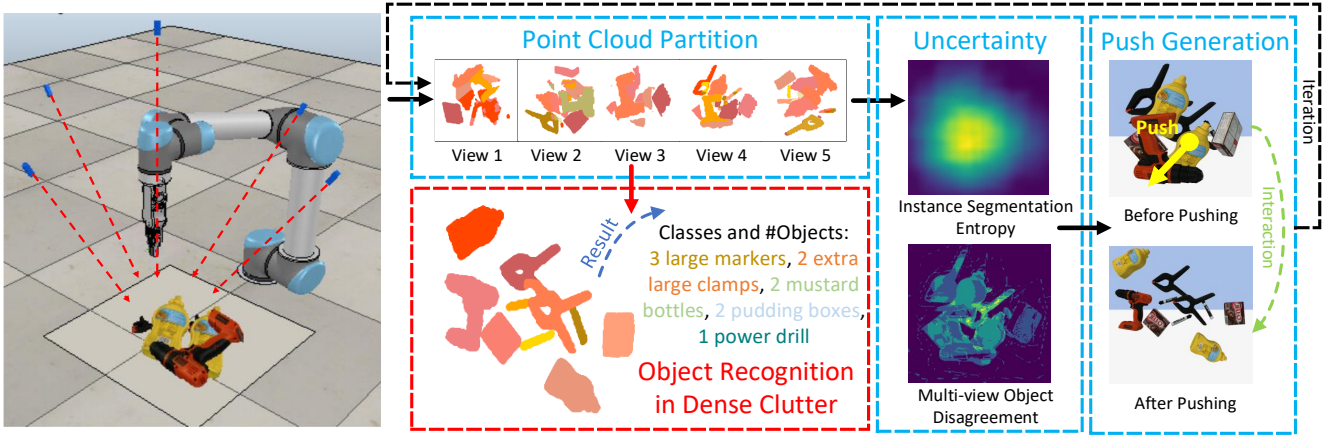 Point Cloud Partition
View 1 View 2 View 3 View 4 View 5
Result
Classes and #Objects:
3 large markers, 2 extra
large clamps, 2 mustard
bottles, 2 pudding boxes,
1 power drill
Object Recognition
in Dense Clutter
Uncertainty
Instance Segmentation
Entropy
Multi-view Object
Disagreement
Push Generation
Push
Before Pushing
Interaction
After Pushing
Iteration